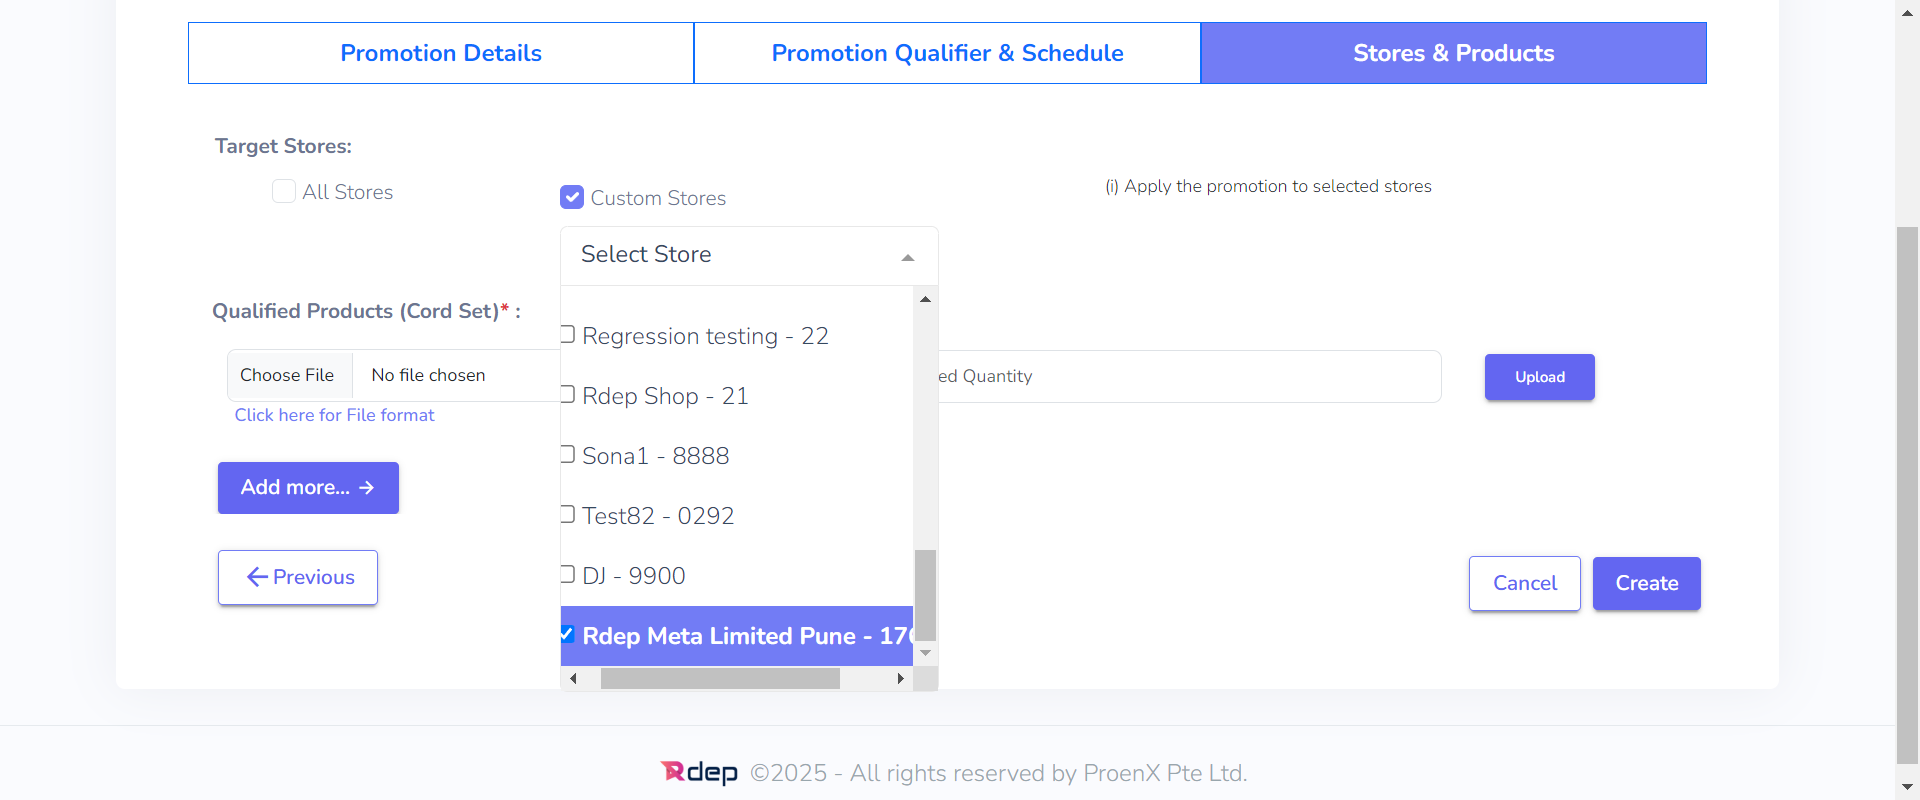 Promotion Details
Promotion Qualifier & Schedule
Stores & Products
Target Stores:
All Stores
Custom Stores
(i) Apply the promotion to selected stores
Select Store
Qualified Products (Cord Set)* :
Regression testing - 22
Choose File
No file chosen
ed Quantity
Upload
Rdep Shop - 21
Click here for File format
Sona1 - 8888
Add more...
Test82 - 0292
Previous
DJ - 9900
Cancel
Create
Rdep Meta Limited Pune - 17
Rdep ©2025 - All rights reserved by ProenX Pte Ltd.